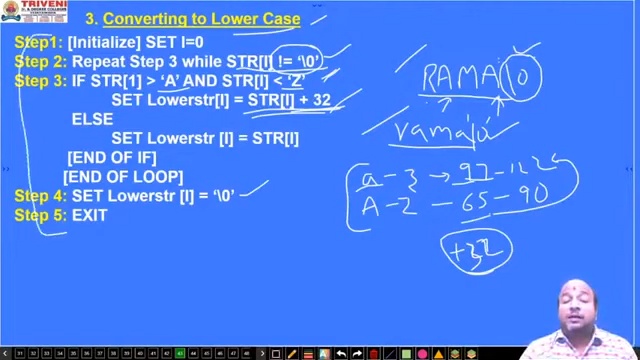 TRIVENI
3. Converting to Lower Case
Step1: [Initialize] SET I=0
Step 2: Repeat Step 3 while STR[I] != '\0'
Step 3: IF STR[1] > 'A' AND STR[I] < 'Z'
SET Lowerstr[I] = STR[I] + 32
ELSE
SET Lowerstr [I] = STR[I]
[END OF IF]
[END OF LOOP]
Step 4: SET Lowerstr [I] = '\0'
Step 5: EXIT
RAMA \0
rama \0
a - 3 → 97 - 122
A - 2 - 65 - 90
+32